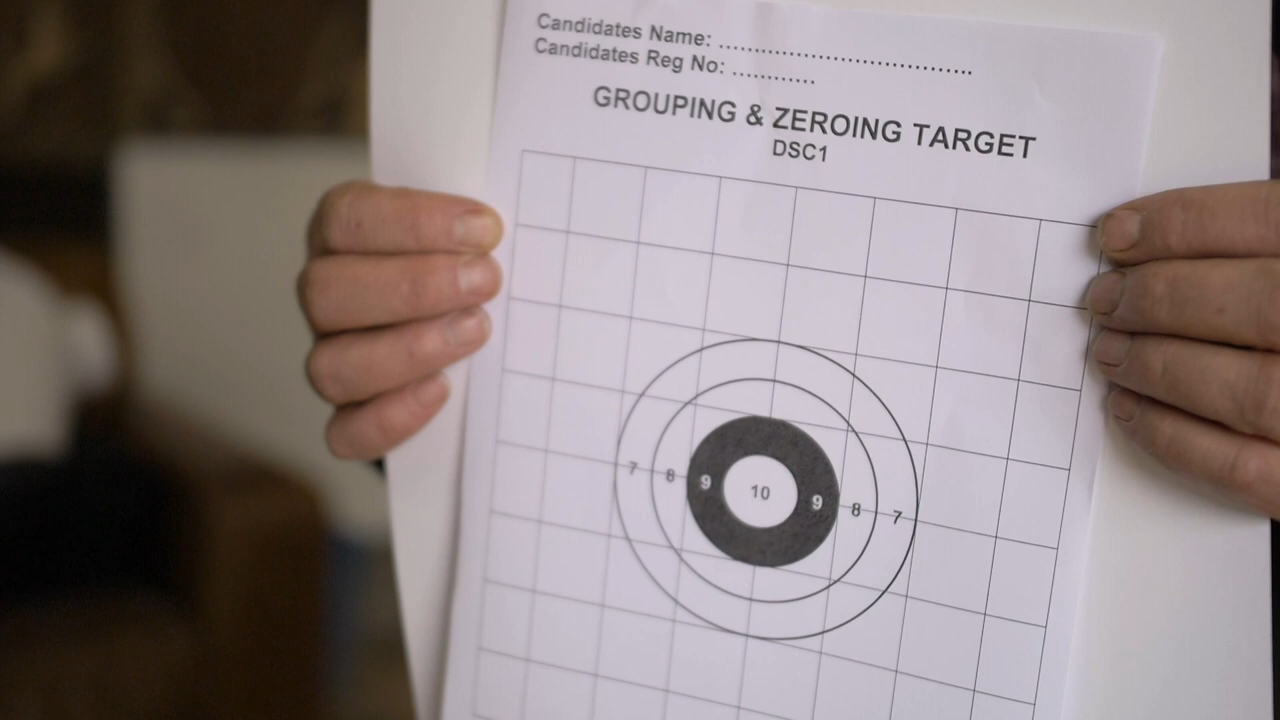 Candidates Name: ....................................
Candidates Reg No: ............
GROUPING & ZEROING TARGET
DSC1
7 8 9 10 9 8 7